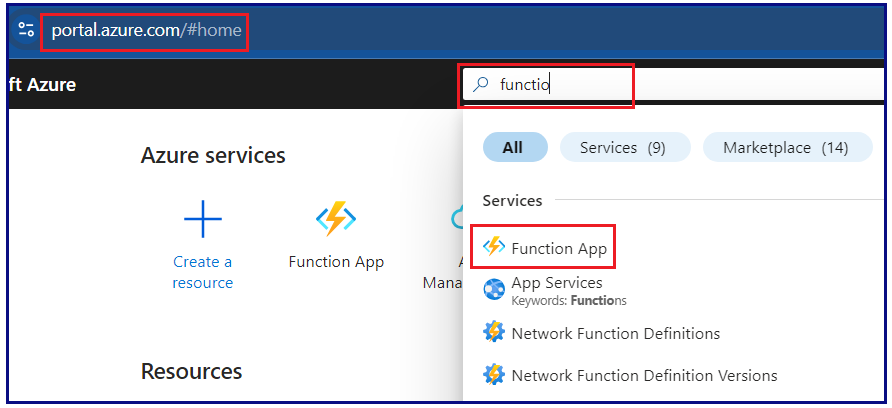 portal.azure.com/#home
ft Azure
functio
All
Services (9)
Marketplace (14)
Azure services
Services
Create a
resource
Function App
Mana
Function App
App Services
Keywords: Functions
Network Function Definitions
Network Function Definition Versions
Resources